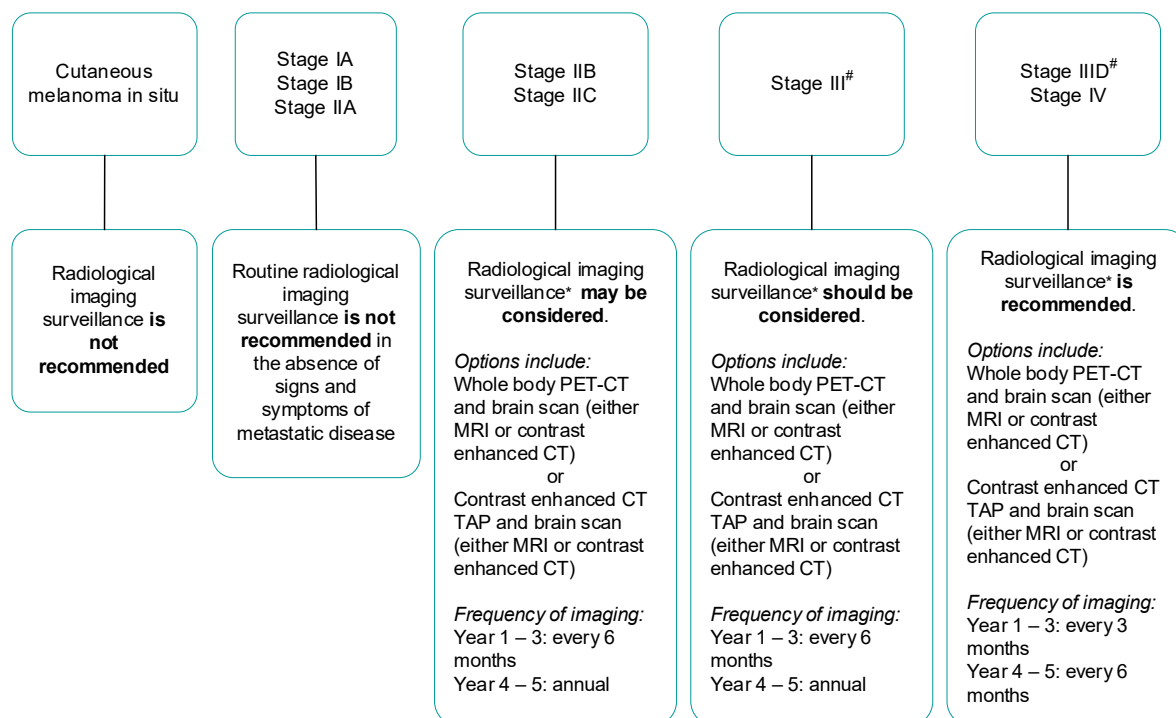 Cutaneous
melanoma in situ
Stage IA
Stage IB
Stage IIA
Stage IIB
Stage IIC
Stage III#
Stage IIID#
Stage IV
Radiological
imaging
surveillance is
not
recommended
Routine radiological
imaging
surveillance is not
recommended in
the absence of
signs and
symptoms of
metastatic disease
Radiological imaging
surveillance* may be
considered.
Options include:
Whole body PET-CT
and brain scan (either
MRI or contrast
enhanced CT)
or
Contrast enhanced CT
TAP and brain scan
(either MRI or contrast
enhanced CT)
Frequency of imaging:
Year 1 – 3: every 6
months
Year 4 – 5: annual
Radiological imaging
surveillance* should be
considered.
Options include:
Whole body PET-CT
and brain scan (either
MRI or contrast
enhanced CT)
or
Contrast enhanced CT
TAP and brain scan
(either MRI or contrast
enhanced CT)
Frequency of imaging:
Year 1 – 3: every 6
months
Year 4 – 5: annual
Radiological imaging
surveillance* is
recommended.
Options include:
Whole body PET-CT
and brain scan (either
MRI or contrast
enhanced CT)
or
Contrast enhanced CT
TAP and brain scan
(either MRI or contrast
enhanced CT)
Frequency of imaging:
Year 1 – 3: every 3
months
Year 4 – 5: every 6
months